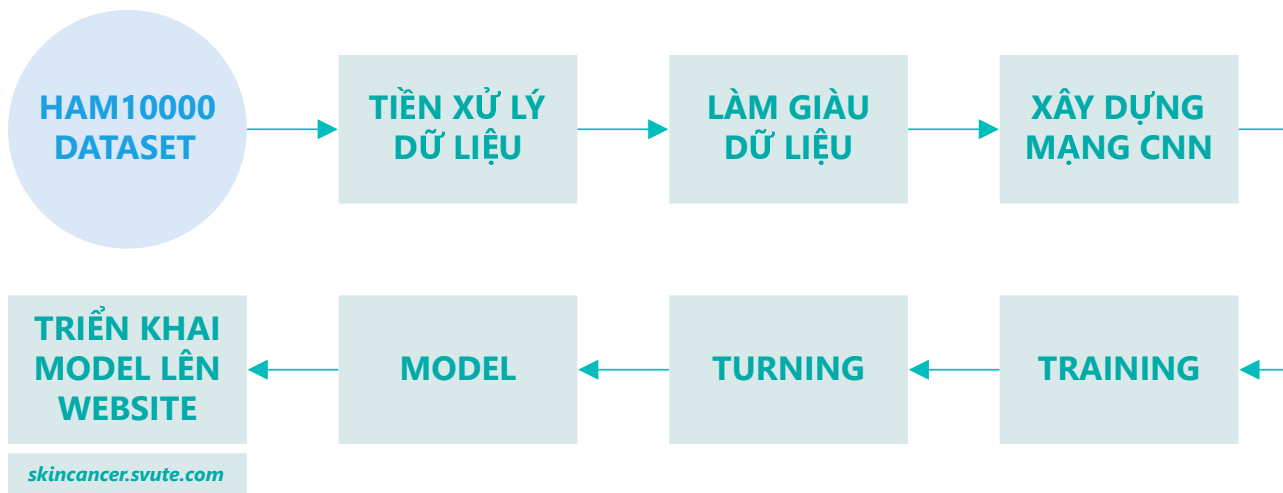 HAM10000
DATASET
TIỀN XỬ LÝ
DỮ LIỆU
LÀM GIÀU
DỮ LIỆU
XÂY DỰNG
MẠNG CNN
TRAINING
TURNING
MODEL
TRIỂN KHAI
MODEL LÊN
WEBSITE
skincancer.svute.com